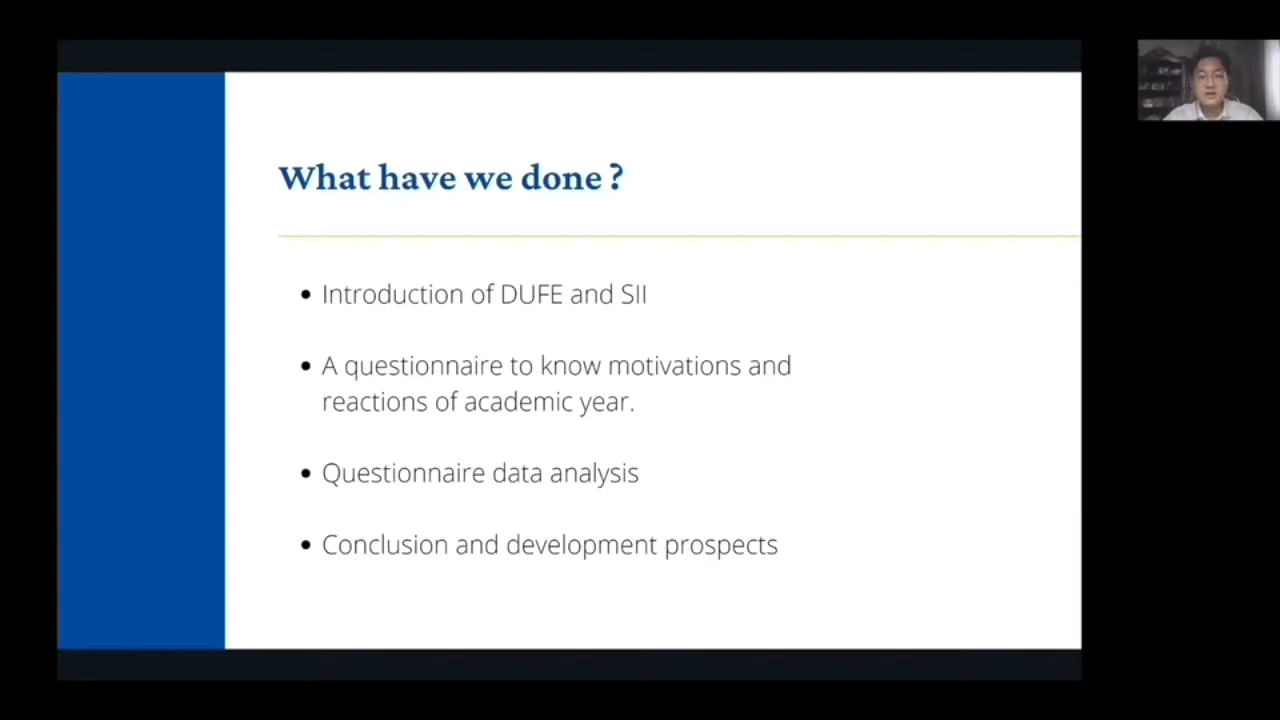 What have we done ?
• Introduction of DUFE and SII
• A questionnaire to know motivations and
reactions of academic year.
• Questionnaire data analysis
• Conclusion and development prospects